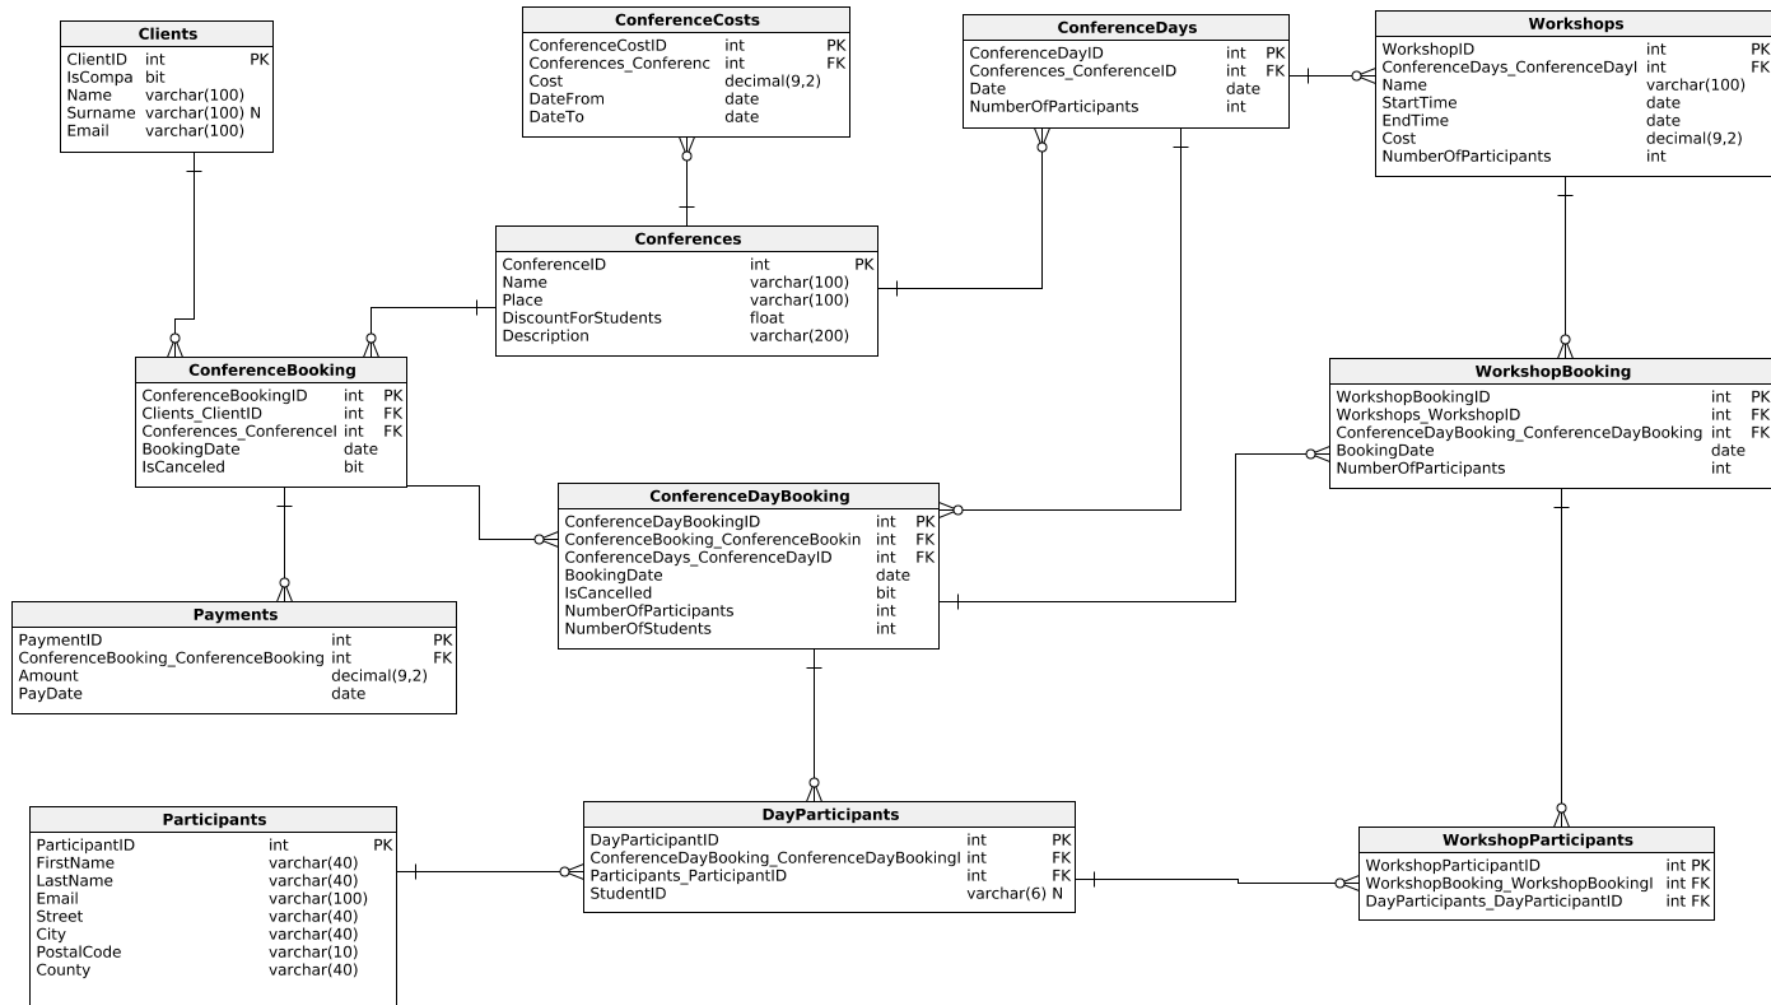 Clients
ClientID int PK
IsCompa bit
Name varchar(100)
Surname varchar(100) N
Email varchar(100)
ConferenceCosts
ConferenceCostID int PK
Conferences_Conferenc int FK
Cost decimal(9,2)
DateFrom date
DateTo date
ConferenceDays
ConferenceDayID int PK
Conferences_ConferenceID int FK
Date date
NumberOfParticipants int
Workshops
WorkshopID int PK
ConferenceDays_ConferenceDayI int FK
Name varchar(100)
StartTime date
EndTime date
Cost decimal(9,2)
NumberOfParticipants int
Conferences
ConferenceID int PK
Name varchar(100)
Place varchar(100)
DiscountForStudents float
Description varchar(200)
ConferenceBooking
ConferenceBookingID int PK
Clients_ClientID int FK
Conferences_ConferenceI int FK
BookingDate date
IsCanceled bit
WorkshopBooking
WorkshopBookingID int PK
Workshops_WorkshopID int FK
ConferenceDayBooking_ConferenceDayBooking int FK
BookingDate date
NumberOfParticipants int
ConferenceDayBooking
ConferenceDayBookingID int PK
ConferenceBooking_ConferenceBookin int FK
ConferenceDays_ConferenceDayID int FK
BookingDate date
IsCancelled bit
NumberOfParticipants int
NumberOfStudents int
Payments
PaymentID int PK
ConferenceBooking_ConferenceBooking int FK
Amount decimal(9,2)
PayDate date
Participants
ParticipantID int PK
FirstName varchar(40)
LastName varchar(40)
Email varchar(100)
Street varchar(40)
City varchar(40)
PostalCode varchar(10)
County varchar(40)
DayParticipants
DayParticipantID int PK
ConferenceDayBooking_ConferenceDayBookingI int FK
Participants_ParticipantID int FK
StudentID varchar(6) N
WorkshopParticipants
WorkshopParticipantID int PK
WorkshopBooking_WorkshopBookingI int FK
DayParticipants_DayParticipantID int FK